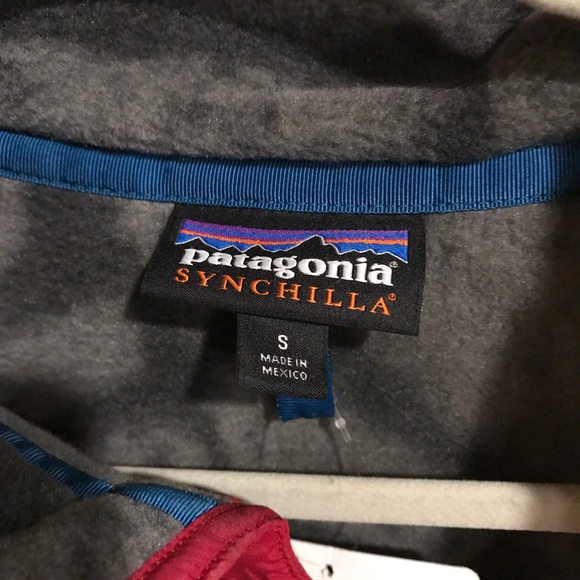 patagonia®
SYNCHILLA®
S
MADE IN
MEXICO